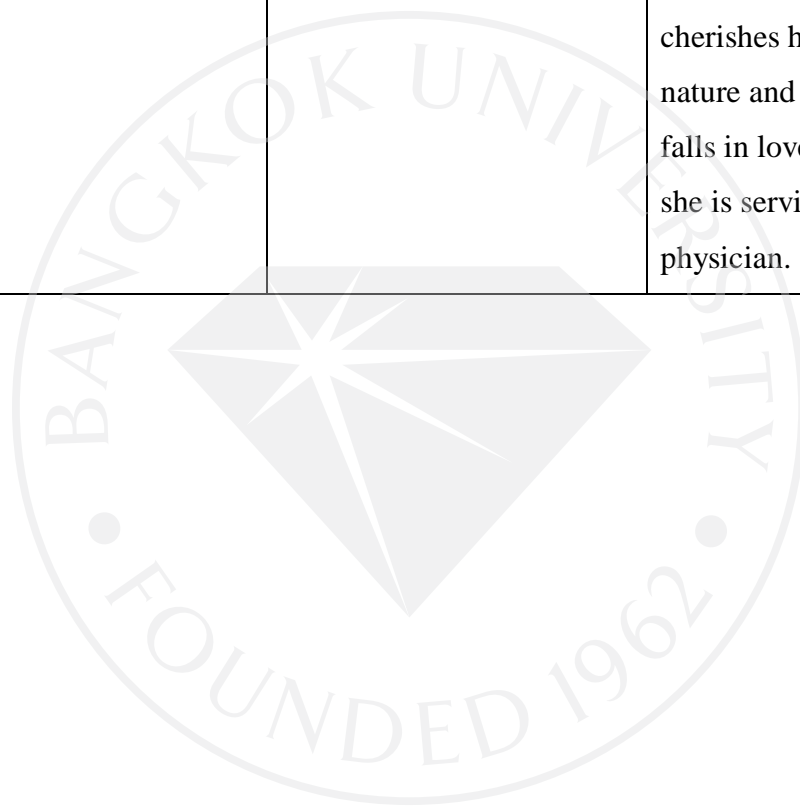 cherishes h
nature and
falls in lov
she is servi
physician.
BANGKOK UNIVERSITY
FOUNDED 1962